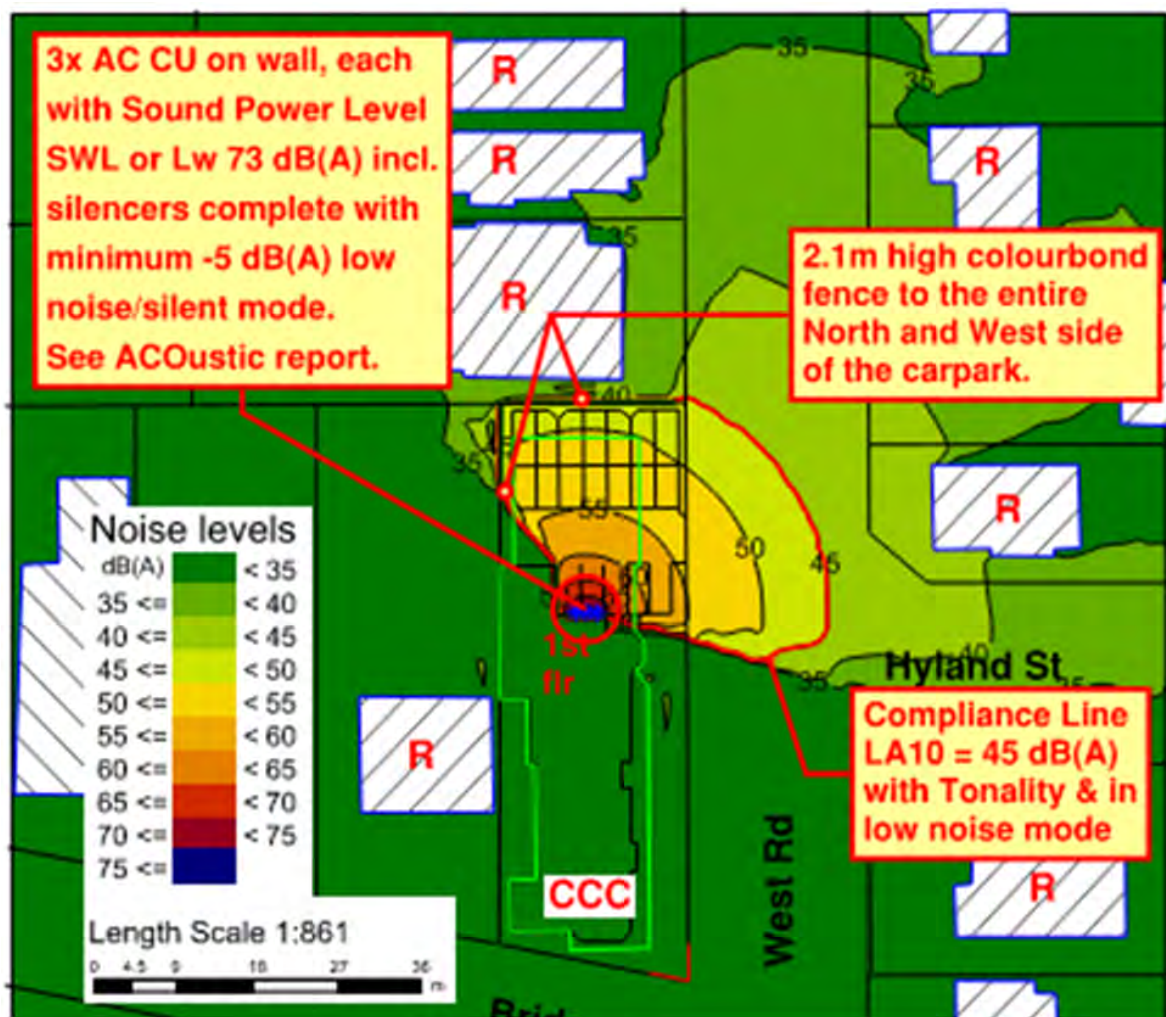 3x AC CU on wall, each
with Sound Power Level
SWL or Lw 73 dB(A) incl.
silencers complete with
minimum -5 dB(A) low
noise/silent mode.
See ACOustic report.
R
R
R
R
35
35
35
2.1m high colourbond
fence to the entire
North and West side
of the carpark.
40
35
55
50
45
R
R
40
35
35
Hyland St
1st
flr
Compliance Line
LA10 = 45 dB(A)
with Tonality & in
low noise mode
R
CCC
West Rd
Noise levels
dB(A) < 35
35 <= < 40
40 <= < 45
45 <= < 50
50 <= < 55
55 <= < 60
60 <= < 65
65 <= < 70
70 <= < 75
75 <=
Length Scale 1:861
0 4.5 9 18 27 36 m